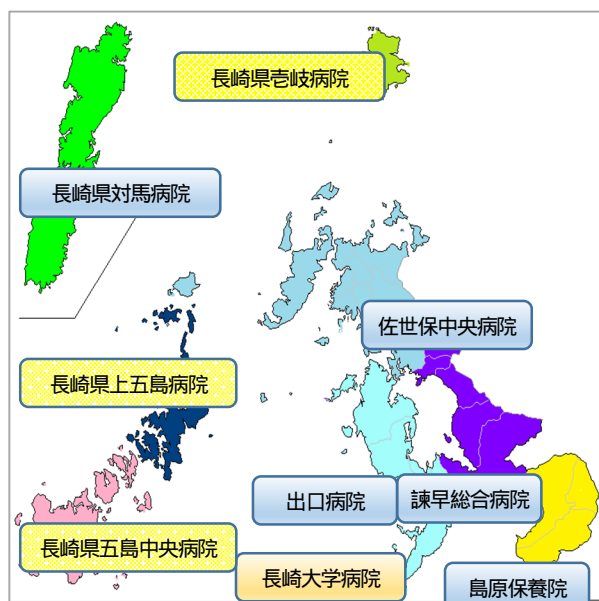 長崎県壱岐病院
長崎県対馬病院
佐世保中央病院
長崎県上五島病院
出口病院
諫早総合病院
長崎県五島中央病院
長崎大学病院
島原保養院